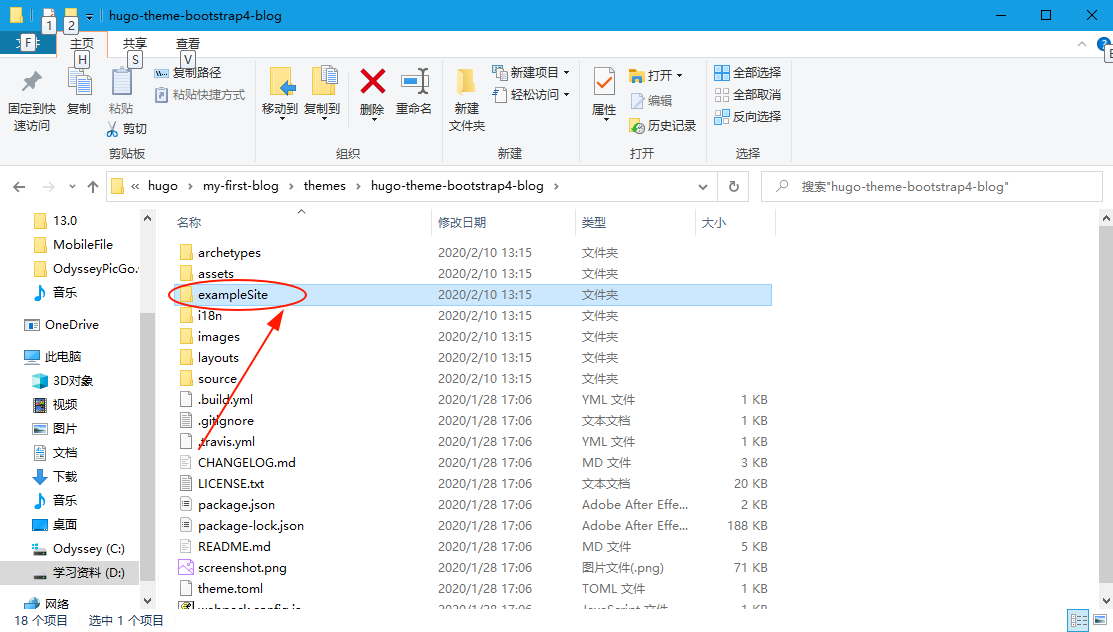 hugo-theme-bootstrap4-blog
1 2
F 主页 共享 查看
H S V
固定到快速访问
复制
粘贴
复制路径
粘贴快捷方式
剪切
剪贴板
移动到 复制到 删除 重命名
组织
新建
文件夹
新建项目
轻松访问
新建
属性
打开
编辑
历史记录
打开
全部选择
全部取消
反向选择
选择
« hugo › my-first-blog › themes › hugo-theme-bootstrap4-blog ›
搜索"hugo-theme-bootstrap4-blog"
13.0
MobileFile
OdysseyPicGo.
音乐
OneDrive
此电脑
3D对象
视频
图片
文档
下载
音乐
桌面
Odyssey (C:)
学习资料 (D:)
网络
名称 修改日期 类型 大小
archetypes 2020/2/10 13:15 文件夹
assets 2020/2/10 13:15 文件夹
exampleSite 2020/2/10 13:15 文件夹
i18n 2020/2/10 13:15 文件夹
images 2020/2/10 13:15 文件夹
layouts 2020/2/10 13:15 文件夹
source 2020/2/10 13:15 文件夹
.build.yml 2020/1/28 17:06 YML 文件 1 KB
.gitignore 2020/1/28 17:06 文本文档 1 KB
.travis.yml 2020/1/28 17:06 YML 文件 1 KB
CHANGELOG.md 2020/1/28 17:06 MD 文件 3 KB
LICENSE.txt 2020/1/28 17:06 文本文档 20 KB
package.json 2020/1/28 17:06 Adobe After Effe... 2 KB
package-lock.json 2020/1/28 17:06 Adobe After Effe... 188 KB
README.md 2020/1/28 17:06 MD 文件 5 KB
screenshot.png 2020/1/28 17:06 图片文件(.png) 71 KB
theme.toml 2020/1/28 17:06 TOML 文件 1 KB
webpack.config.js 2020/1/28 17:06 JavaScript 文件 1 KB
18 个项目 选中 1 个项目